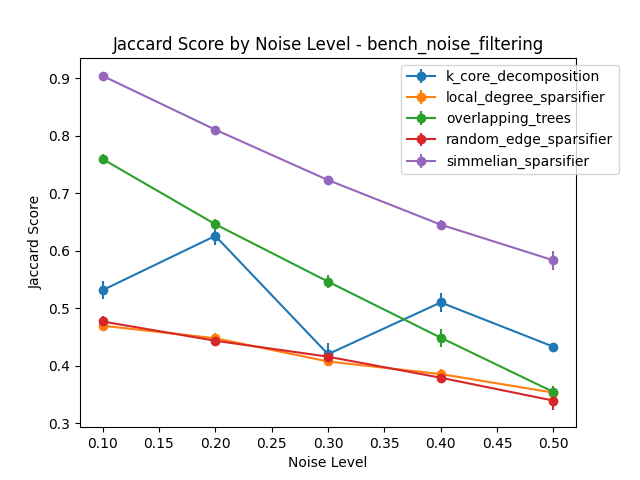 Jaccard Score by Noise Level - bench_noise_filtering
k_core_decomposition
local_degree_sparsifier
overlapping_trees
random_edge_sparsifier
simmelian_sparsifier
Jaccard Score
0.9
0.8
0.7
0.6
0.5
0.4
0.3
0.10 0.15 0.20 0.25 0.30 0.35 0.40 0.45 0.50
Noise Level